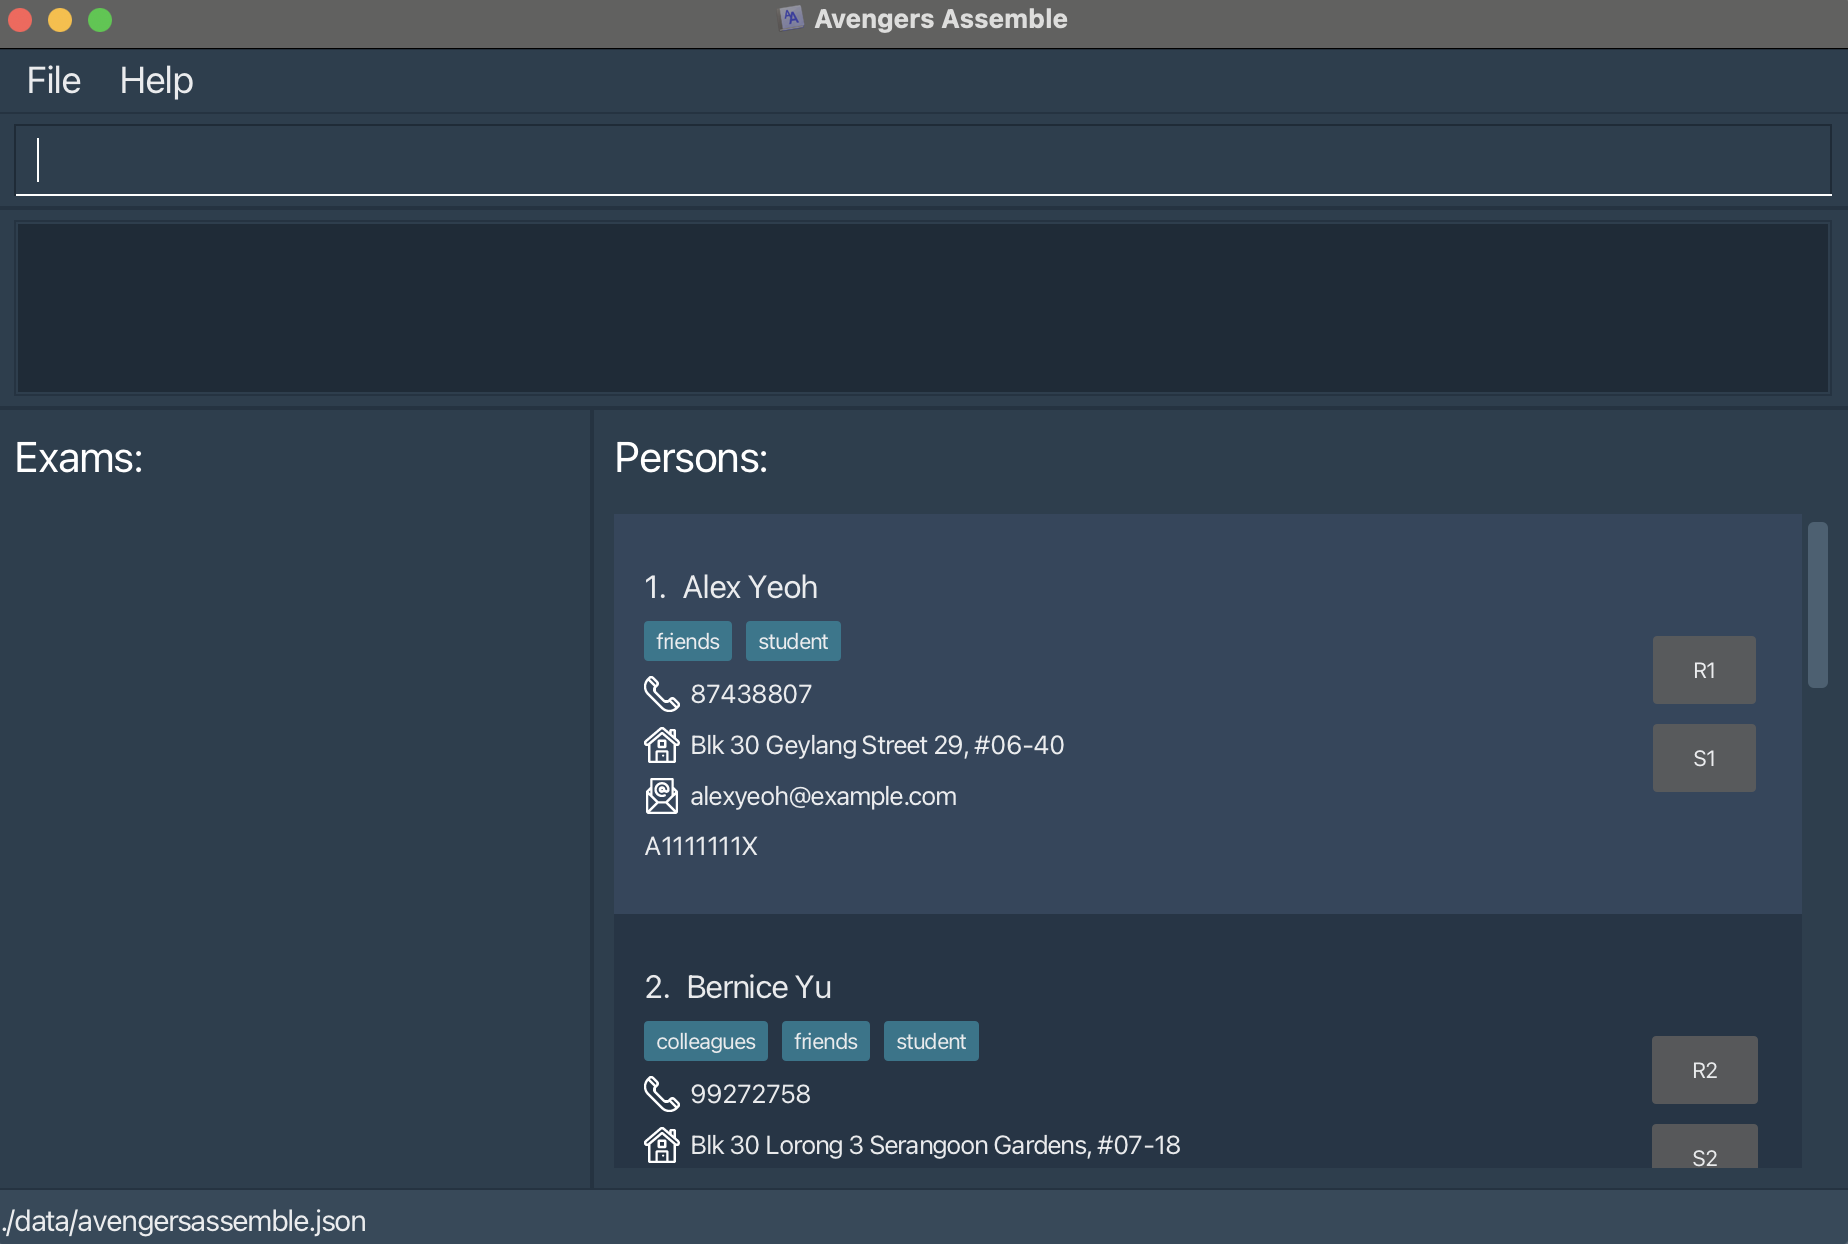 Avengers Assemble
File Help
Exams:
Persons:
1. Alex Yeoh
friends student
87438807
Blk 30 Geylang Street 29, #06-40
alexyeoh@example.com
A1111111X
R1
S1
2. Bernice Yu
colleagues friends student
99272758
Blk 30 Lorong 3 Serangoon Gardens, #07-18
R2
S2
./data/avengersassemble.json